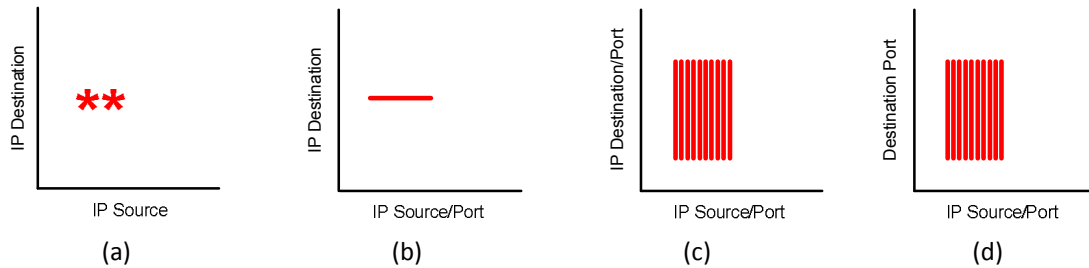 IP Destination
**
IP Source
(a)
IP Destination
IP Source/Port
(b)
IP Destination/Port
IP Source/Port
(c)
Destination Port
IP Source/Port
(d)